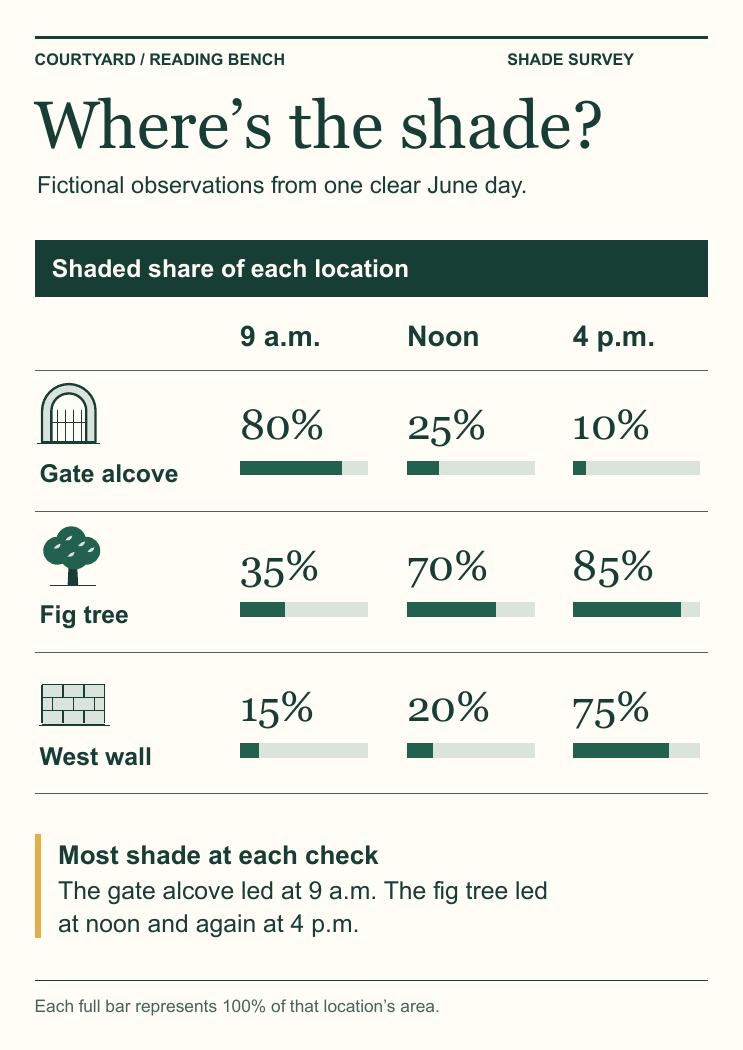 COURTYARD / READING BENCH SHADE SURVEY
Where’s the shade?
Fictional observations from one clear June day.
Shaded share of each location
9 a.m. Noon 4 p.m.
80% 25% 10%
Gate alcove
35% 70% 85%
Fig tree
15% 20% 75%
West wall
Most shade at each check
The gate alcove led at 9 a.m. The fig tree led
at noon and again at 4 p.m.
Each full bar represents 100% of that location’s area.